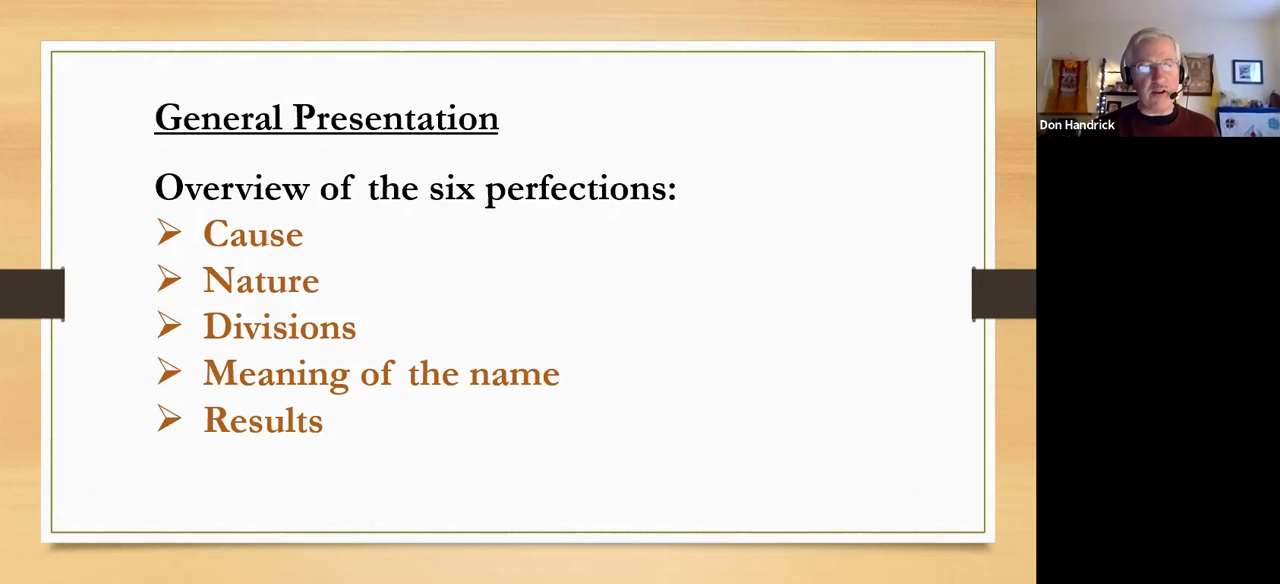 General Presentation
Overview of the six perfections:
Cause
Nature
Divisions
Meaning of the name
Results
Don Handrick